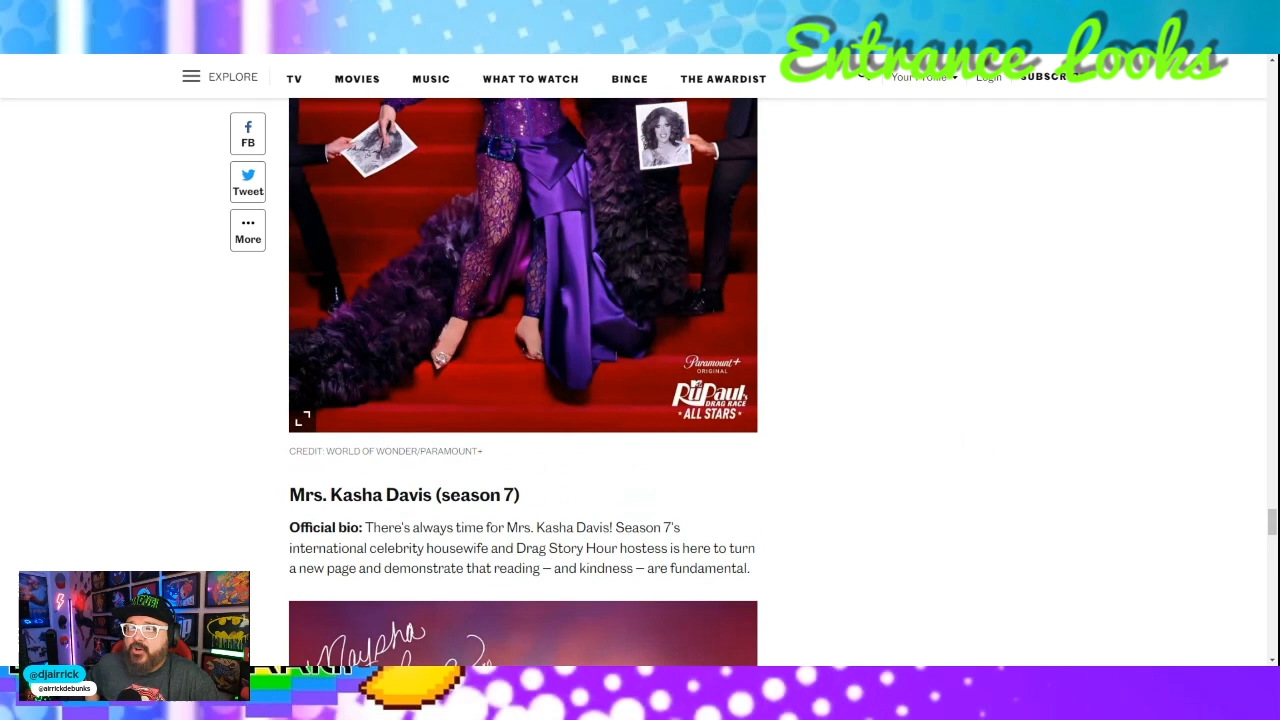 Entrance Looks
EXPLORE
TV
MOVIES
MUSIC
WHAT TO WATCH
BINGE
THE AWARDIST
Your Profile
Login
FB
Tweet
More
Paramount+
ORIGINAL
RuPaul's
DRAG RACE
ALL STARS
CREDIT: WORLD OF WONDER/PARAMOUNT+
Mrs. Kasha Davis (season 7)
Official bio: There's always time for Mrs. Kasha Davis! Season 7's
international celebrity housewife and Drag Story Hour hostess is here to turn
a new page and demonstrate that reading – and kindness – are fundamental.
@djairrick
@airrickdebunks